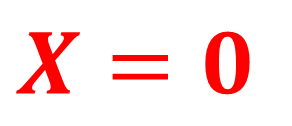 X = 0